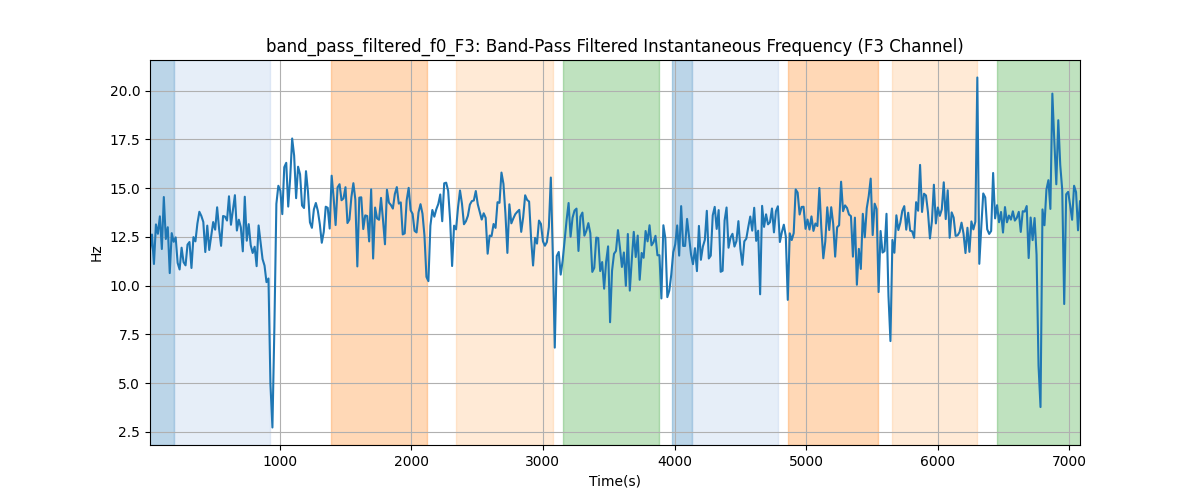 band_pass_filtered_f0_F3: Band-Pass Filtered Instantaneous Frequency (F3 Channel)
20.0
17.5
15.0
12.5
10.0
7.5
5.0
2.5
Hz
1000 2000 3000 4000 5000 6000 7000
Time(s)